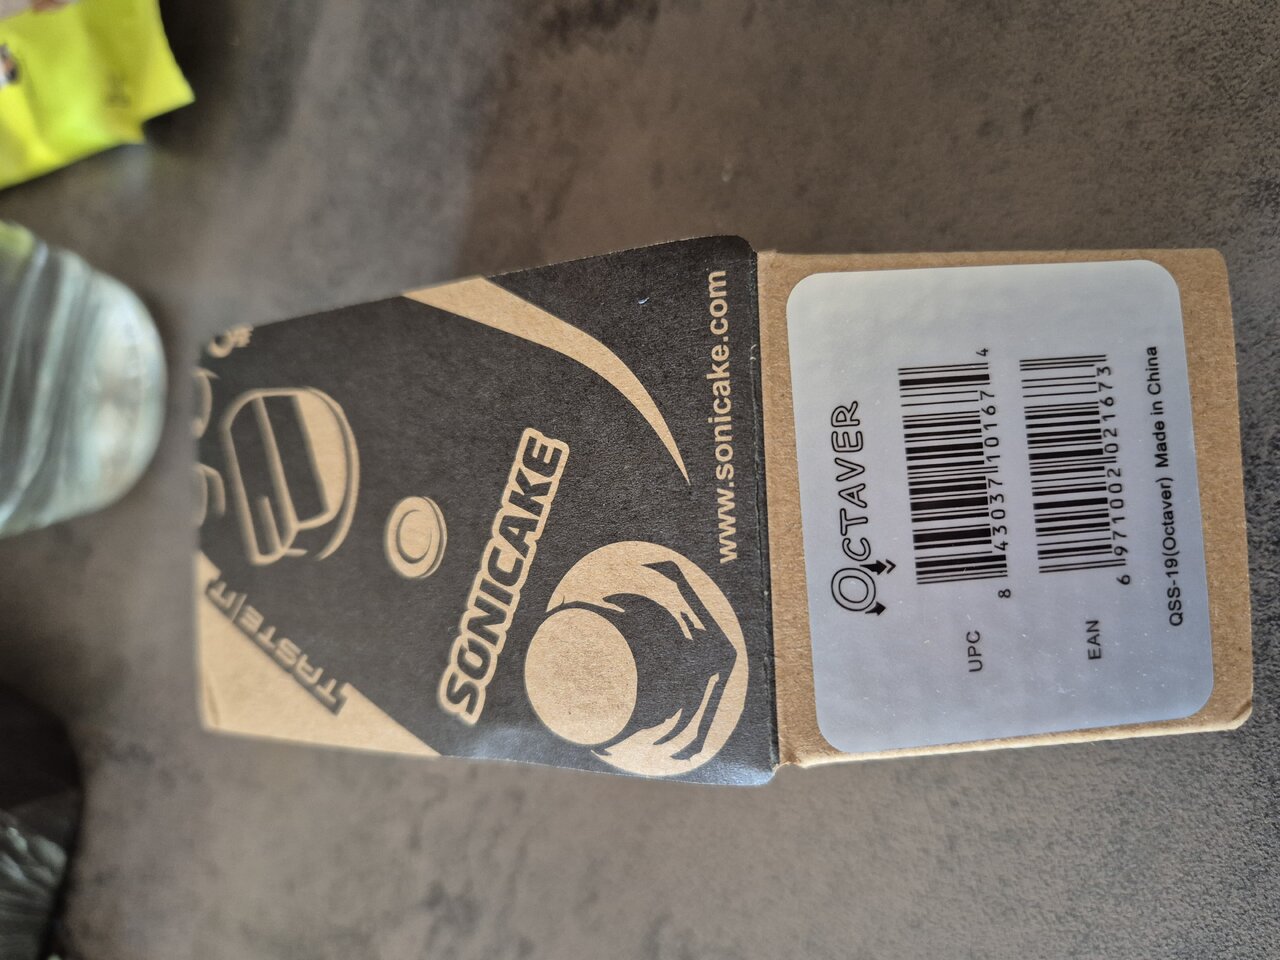 TASTE IT
SONICAKE
www.sonicake.com
OCTAVER
UPC
8 43037 10167 4
EAN
6 971002 021673
QSS-19(Octaver) Made in China